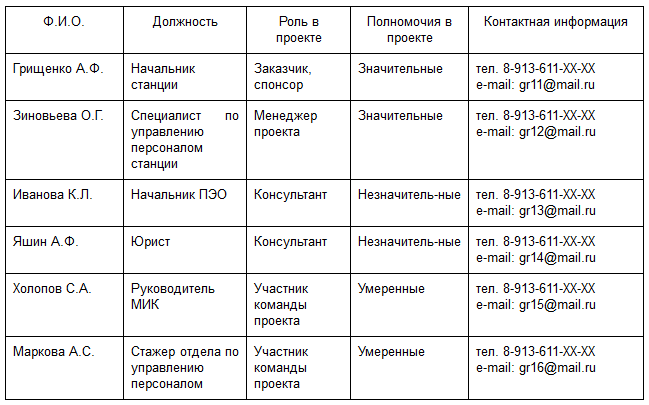 Ф.И.О.
Должность
Роль в
проекте
Полномочия в
проекте
Контактная информация
Грищенко А.Ф.
Начальник
станции
Заказчик,
спонсор
Значительные
тел. 8-913-611-XX-XX
e-mail: gr11@mail.ru
Зиновьева О.Г.
Специалист по
управлению
персоналом
станции
Менеджер
проекта
Значительные
тел. 8-913-611-XX-XX
e-mail: gr12@mail.ru
Иванова К.Л.
Начальник ПЭО
Консультант
Незначитель-ные
тел. 8-913-611-XX-XX
e-mail: gr13@mail.ru
Яшин А.Ф.
Юрист
Консультант
Незначитель-ные
тел. 8-913-611-XX-XX
e-mail: gr14@mail.ru
Холопов С.А.
Руководитель
МИК
Участник
команды
проекта
Умеренные
тел. 8-913-611-XX-XX
e-mail: gr15@mail.ru
Маркова А.С.
Стажер отдела по
управлению
персоналом
Участник
команды
проекта
Умеренные
тел. 8-913-611-XX-XX
e-mail: gr16@mail.ru